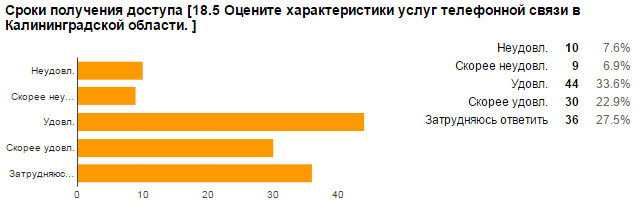 Сроки получения доступа [18.5 Оцените характеристики услуг телефонной связи в
Калининградской области. ]
Неудовл. 10 7.6%
Скорее неудовл. 9 6.9%
Удовл. 44 33.6%
Скорее удовл. 30 22.9%
Затрудняюсь ответить 36 27.5%
Неудовл.
Скорее неу...
Удовл.
Скорее удовл.
Затрудняюс...
0 10 20 30 40